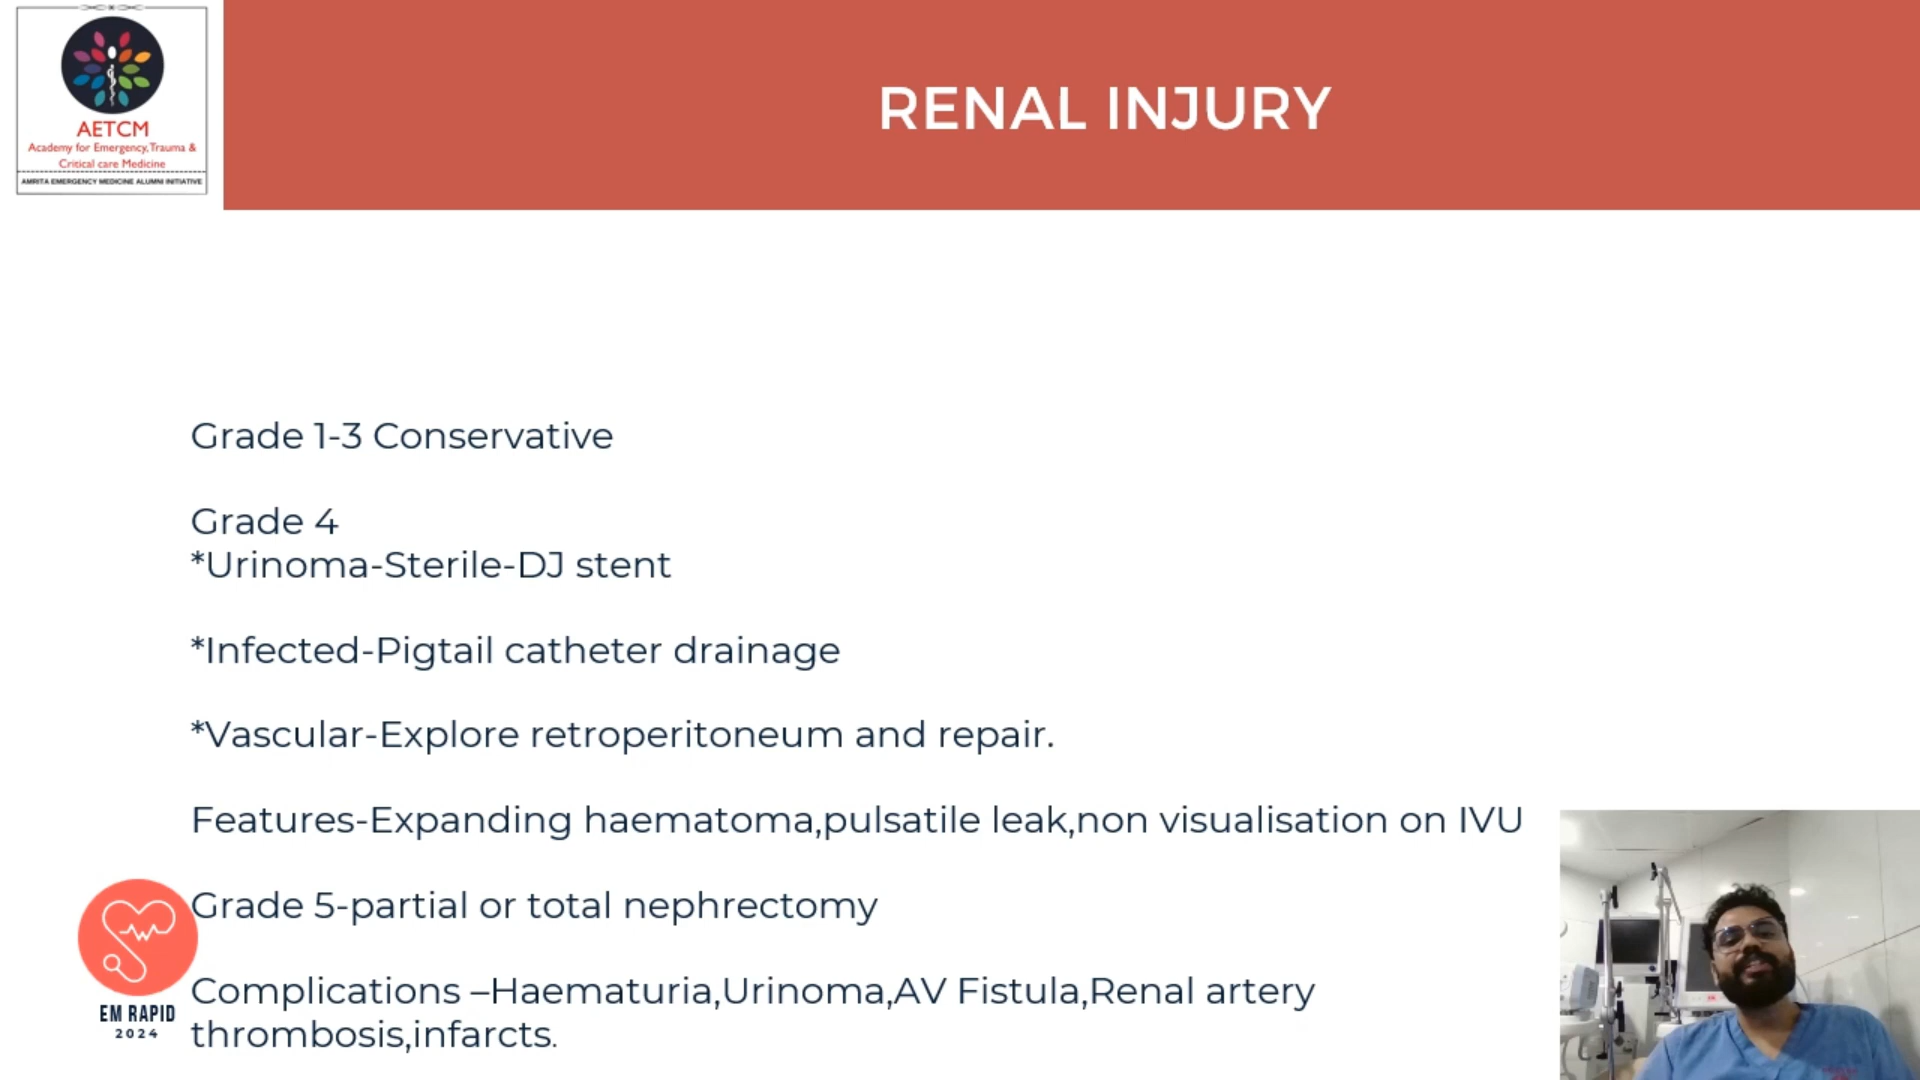 AETCM
Academy for Emergency,Trauma &
Critical care Medicine
AMRITA EMERGENCY MEDICINE ALUMNI INITIATIVE
RENAL INJURY
Grade 1-3 Conservative
Grade 4
*Urinoma-Sterile-DJ stent
*Infected-Pigtail catheter drainage
*Vascular-Explore retroperitoneum and repair.
Features-Expanding haematoma,pulsatile leak,non visualisation on IVU
Grade 5-partial or total nephrectomy
Complications –Haematuria,Urinoma,AV Fistula,Renal artery
thrombosis,infarcts.
EM RAPID
2024